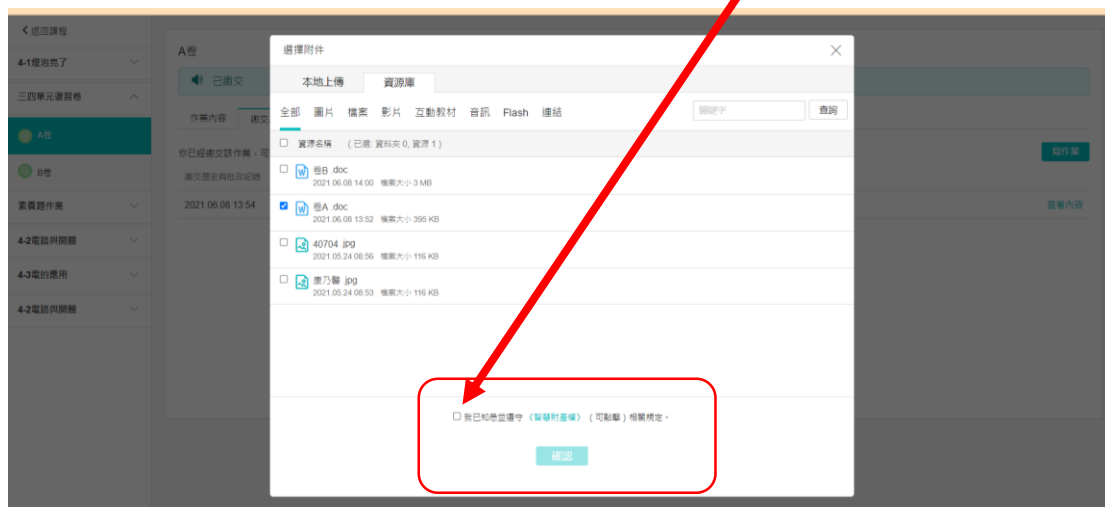 返回課程
4-1燈泡亮了
三四單元複習卷
A卷
B卷
素養題作業
4-2電路與開關
4-3電的應用
4-2電路與開關
A卷
已繳交
作業內容
繳交
你已經繳交該作業，可
寫作業
繳交歷史與批改紀錄
2021.06.08 13:54
查看內容
選擇附件
本地上傳 資源庫
全部 圖片 檔案 影片 互動教材 音訊 Flash 連結
關鍵字 查詢
資源名稱 (已選: 資料夾 0, 資源 1)
卷B .doc
2021.06.08 14:00 檔案大小 3 MB
卷A .doc
2021.06.08 13:52 檔案大小 395 KB
40704 .jpg
2021.05.24 08:56 檔案大小 116 KB
康乃馨 .jpg
2021.05.24 08:53 檔案大小 116 KB
我已知悉並遵守《智慧財產權》(可點擊) 相關規定。
確認